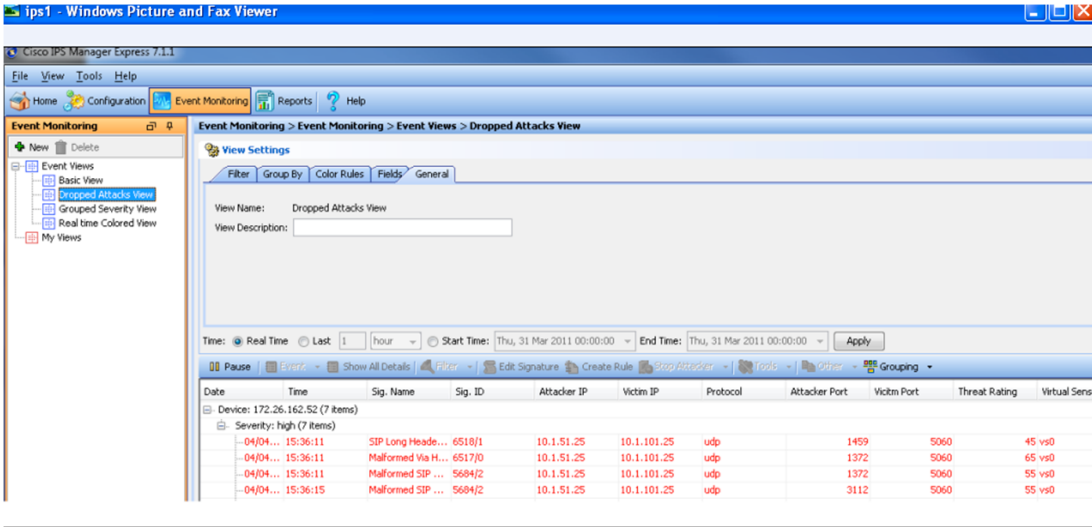 ips1 - Windows Picture and Fax Viewer
Cisco IPS Manager Express 7.1.1
File View Tools Help
Home Configuration Event Monitoring Reports Help
Event Monitoring
New Delete
Event Views
Basic View
Dropped Attacks View
Grouped Severity View
Real time Colored View
My Views
Event Monitoring > Event Monitoring > Event Views > Dropped Attacks View
View Settings
Filter Group By Color Rules Fields General
View Name: Dropped Attacks View
View Description:
Time: Real Time Last 1 hour Start Time: Thu, 31 Mar 2011 00:00:00 End Time: Thu, 31 Mar 2011 00:00:00 Apply
Pause Event Show All Details Filter Edit Signature Create Rule Stop Attacker Tools Other Grouping
Date Time Sig. Name Sig. ID Attacker IP Victim IP Protocol Attacker Port Vicitm Port Threat Rating Virtual Sens
Device: 172.26.162.52 (7 items)
Severity: high (7 items)
04/04... 15:36:11 SIP Long Heade... 6518/1 10.1.51.25 10.1.101.25 udp 1459 5060 45 vs0
04/04... 15:36:11 Malformed Via H... 6517/0 10.1.51.25 10.1.101.25 udp 1372 5060 65 vs0
04/04... 15:36:11 Malformed SIP ... 5684/2 10.1.51.25 10.1.101.25 udp 1372 5060 55 vs0
04/04... 15:36:15 Malformed SIP ... 5684/2 10.1.51.25 10.1.101.25 udp 3112 5060 55 vs0